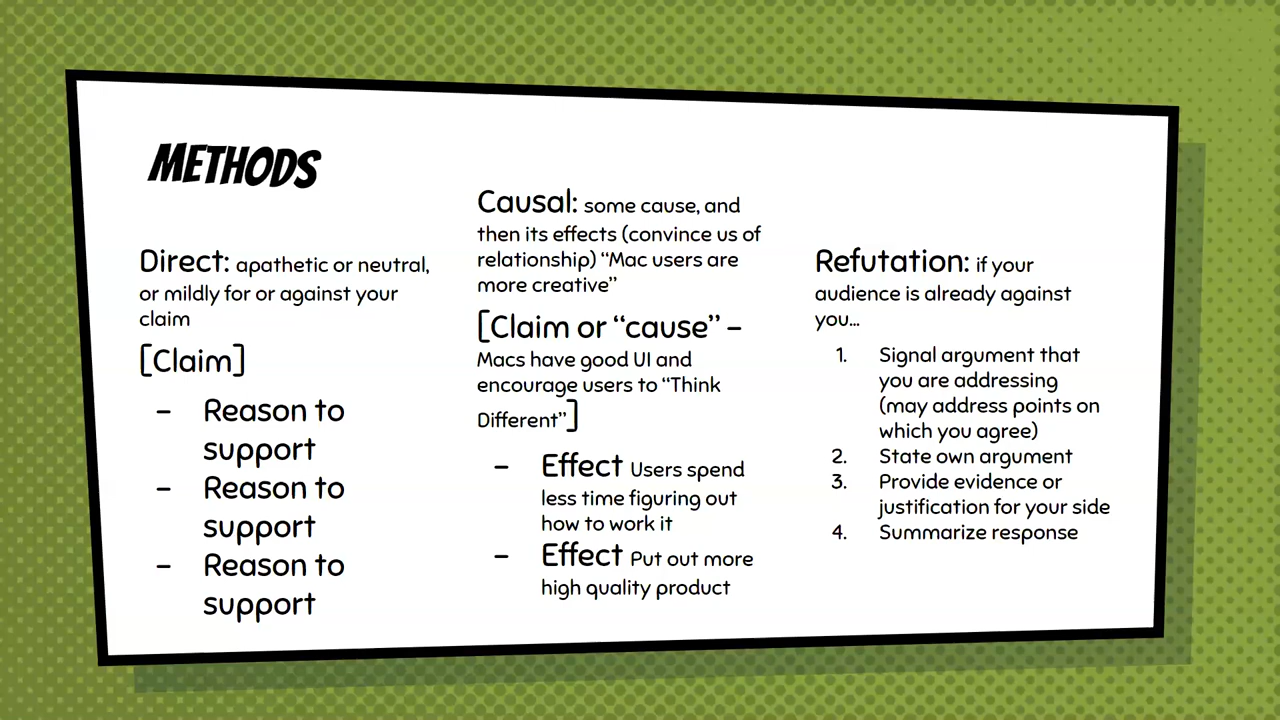 METHODS
Direct: apathetic or neutral,
or mildly for or against your
claim
[Claim]
- Reason to
support
- Reason to
support
- Reason to
support
Causal: some cause, and
then its effects (convince us of
relationship) “Mac users are
more creative”
[Claim or “cause” –
Macs have good UI and
encourage users to “Think
Different”]
- Effect Users spend
less time figuring out
how to work it
- Effect Put out more
high quality product
Refutation: if your
audience is already against
you...
1. Signal argument that
you are addressing
(may address points on
which you agree)
2. State own argument
3. Provide evidence or
justification for your side
4. Summarize response